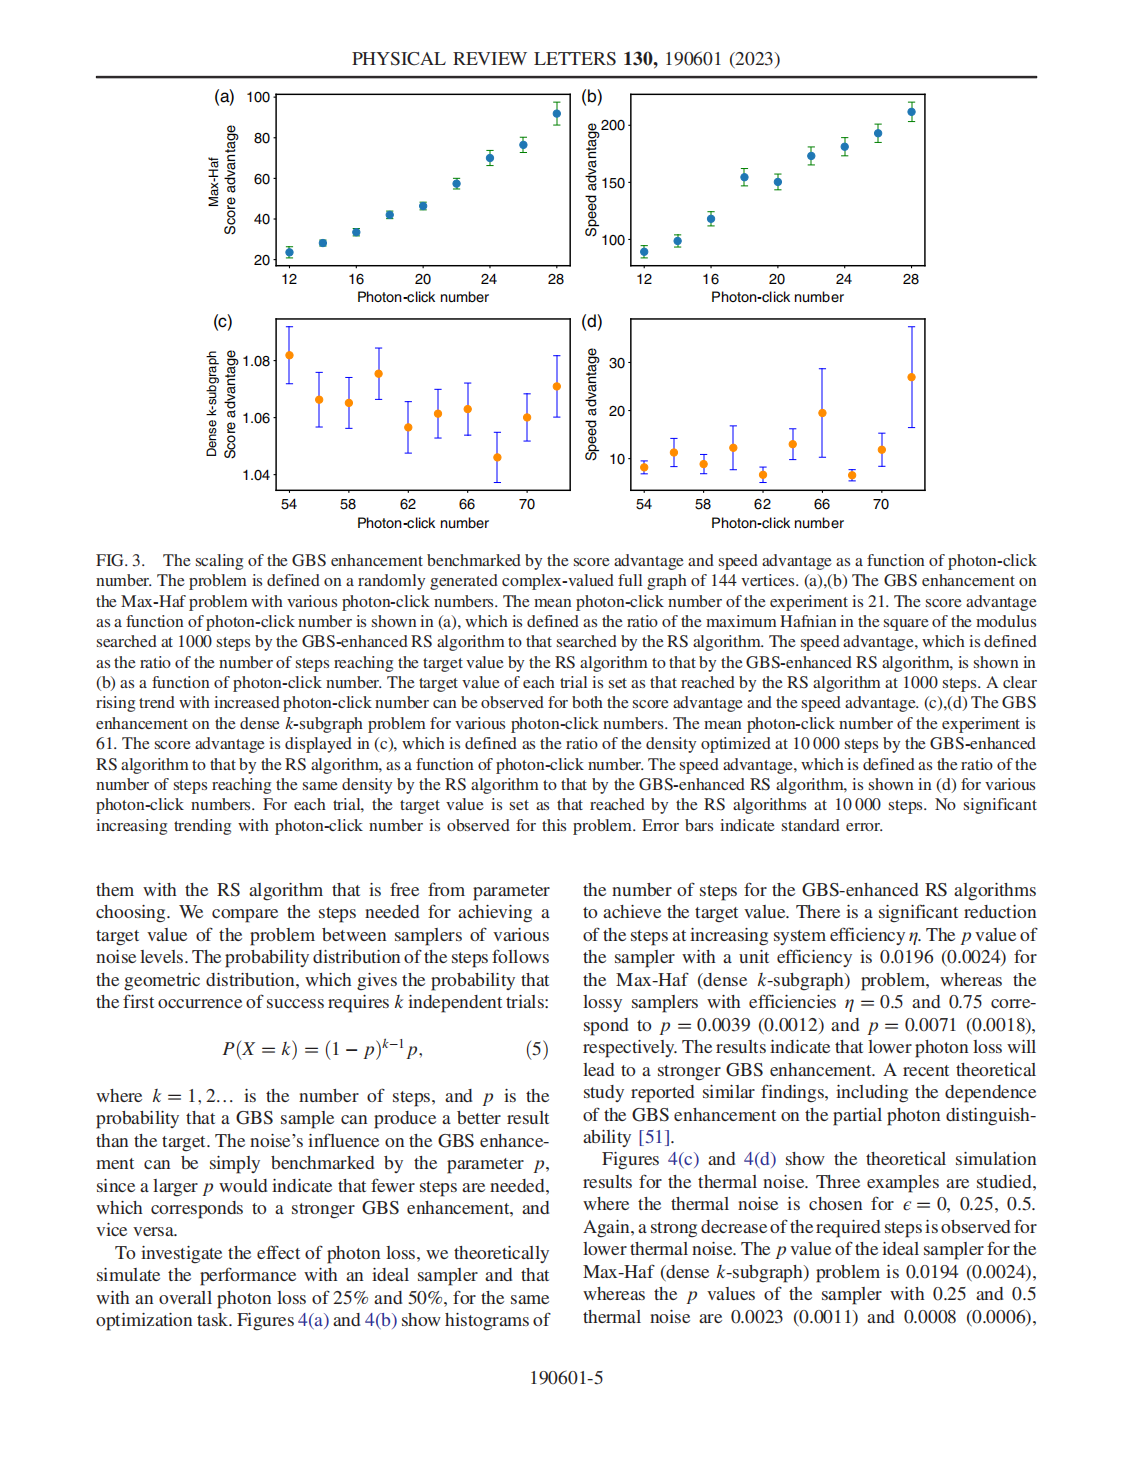 PHYSICAL REVIEW LETTERS 130, 190601 (2023)
(a)
100
80
60
40
20
Max-Haf
Score advantage
12 16 20 24 28
Photon-click number
(b)
200
150
100
Speed advantage
12 16 20 24 28
Photon-click number
(c)
1.08
1.06
1.04
Dense k-subgraph
Score advantage
54 58 62 66 70
Photon-click number
(d)
30
20
10
Speed advantage
54 58 62 66 70
Photon-click number
FIG. 3. The scaling of the GBS enhancement benchmarked by the score advantage and speed advantage as a function of photon-click
number. The problem is defined on a randomly generated complex-valued full graph of 144 vertices. (a),(b) The GBS enhancement on
the Max-Haf problem with various photon-click numbers. The mean photon-click number of the experiment is 21. The score advantage
as a function of photon-click number is shown in (a), which is defined as the ratio of the maximum Hafnian in the square of the modulus
searched at 1000 steps by the GBS-enhanced RS algorithm to that searched by the RS algorithm. The speed advantage, which is defined
as the ratio of the number of steps reaching the target value by the RS algorithm to that by the GBS-enhanced RS algorithm, is shown in
(b) as a function of photon-click number. The target value of each trial is set as that reached by the RS algorithm at 1000 steps. A clear
rising trend with increased photon-click number can be observed for both the score advantage and the speed advantage. (c),(d) The GBS
enhancement on the dense k-subgraph problem for various photon-click numbers. The mean photon-click number of the experiment is
61. The score advantage is displayed in (c), which is defined as the ratio of the density optimized at 10 000 steps by the GBS-enhanced
RS algorithm to that by the RS algorithm, as a function of photon-click number. The speed advantage, which is defined as the ratio of the
number of steps reaching the same density by the RS algorithm to that by the GBS-enhanced RS algorithm, is shown in (d) for various
photon-click numbers. For each trial, the target value is set as that reached by the RS algorithms at 10 000 steps. No significant
increasing trending with photon-click number is observed for this problem. Error bars indicate standard error.
them with the RS algorithm that is free from parameter
choosing. We compare the steps needed for achieving a
target value of the problem between samplers of various
noise levels. The probability distribution of the steps follows
the geometric distribution, which gives the probability that
the first occurrence of success requires k independent trials:
P(X = k) = (1 − p)^{k−1} p, (5)
where k = 1, 2… is the number of steps, and p is the
probability that a GBS sample can produce a better result
than the target. The noise's influence on the GBS enhance-
ment can be simply benchmarked by the parameter p,
since a larger p would indicate that fewer steps are needed,
which corresponds to a stronger GBS enhancement, and
vice versa.
To investigate the effect of photon loss, we theoretically
simulate the performance with an ideal sampler and that
with an overall photon loss of 25% and 50%, for the same
optimization task. Figures 4(a) and 4(b) show histograms of
the number of steps for the GBS-enhanced RS algorithms
to achieve the target value. There is a significant reduction
of the steps at increasing system efficiency η. The p value of
the sampler with a unit efficiency is 0.0196 (0.0024) for
the Max-Haf (dense k-subgraph) problem, whereas the
lossy samplers with efficiencies η = 0.5 and 0.75 corre-
spond to p = 0.0039 (0.0012) and p = 0.0071 (0.0018),
respectively. The results indicate that lower photon loss will
lead to a stronger GBS enhancement. A recent theoretical
study reported similar findings, including the dependence
of the GBS enhancement on the partial photon distinguish-
ability [51].
Figures 4(c) and 4(d) show the theoretical simulation
results for the thermal noise. Three examples are studied,
where the thermal noise is chosen for ϵ = 0, 0.25, 0.5.
Again, a strong decrease of the required steps is observed for
lower thermal noise. The p value of the ideal sampler for the
Max-Haf (dense k-subgraph) problem is 0.0194 (0.0024),
whereas the p values of the sampler with 0.25 and 0.5
thermal noise are 0.0023 (0.0011) and 0.0008 (0.0006),
190601-5